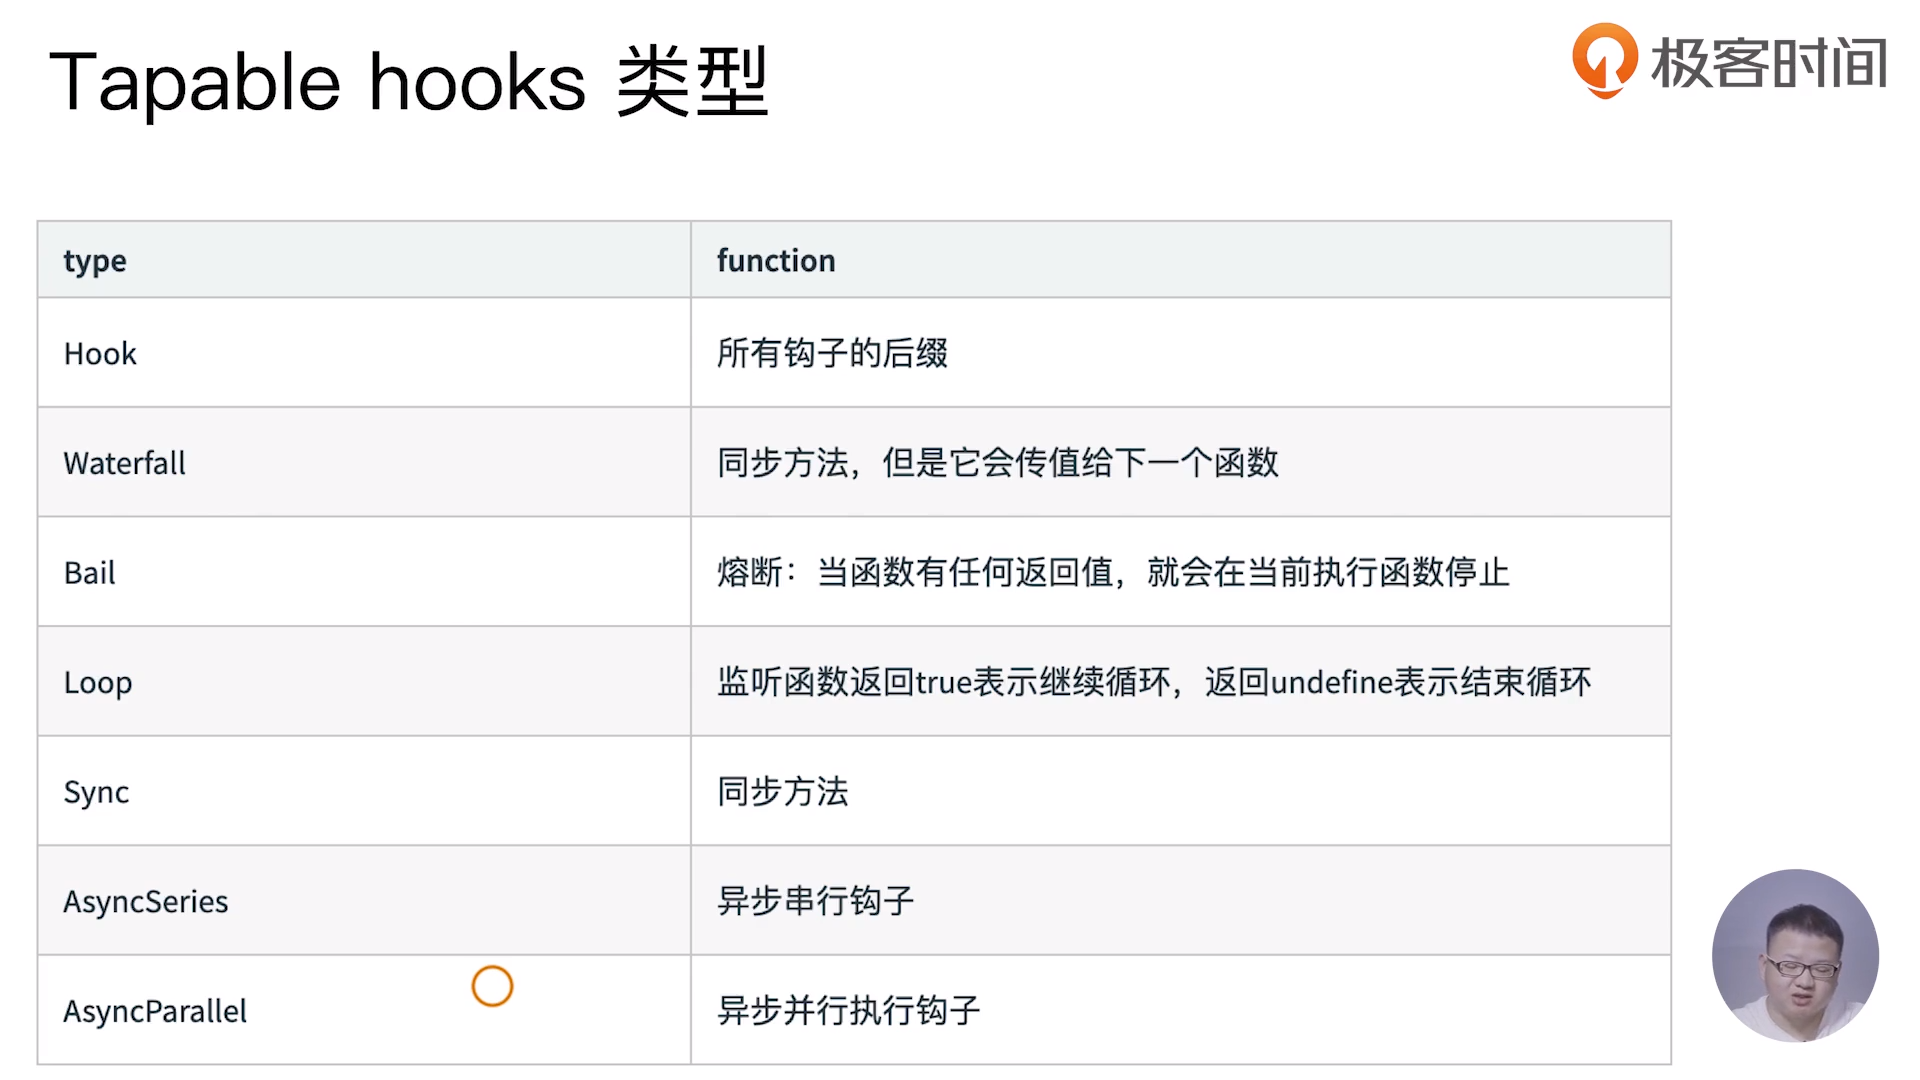 Tapable hooks 类型
极客时间
type
function
Hook
所有钩子的后缀
Waterfall
同步方法，但是它会传值给下一个函数
Bail
熔断：当函数有任何返回值，就会在当前执行函数停止
Loop
监听函数返回true表示继续循环，返回undefine表示结束循环
Sync
同步方法
AsyncSeries
异步串行钩子
AsyncParallel
异步并行执行钩子